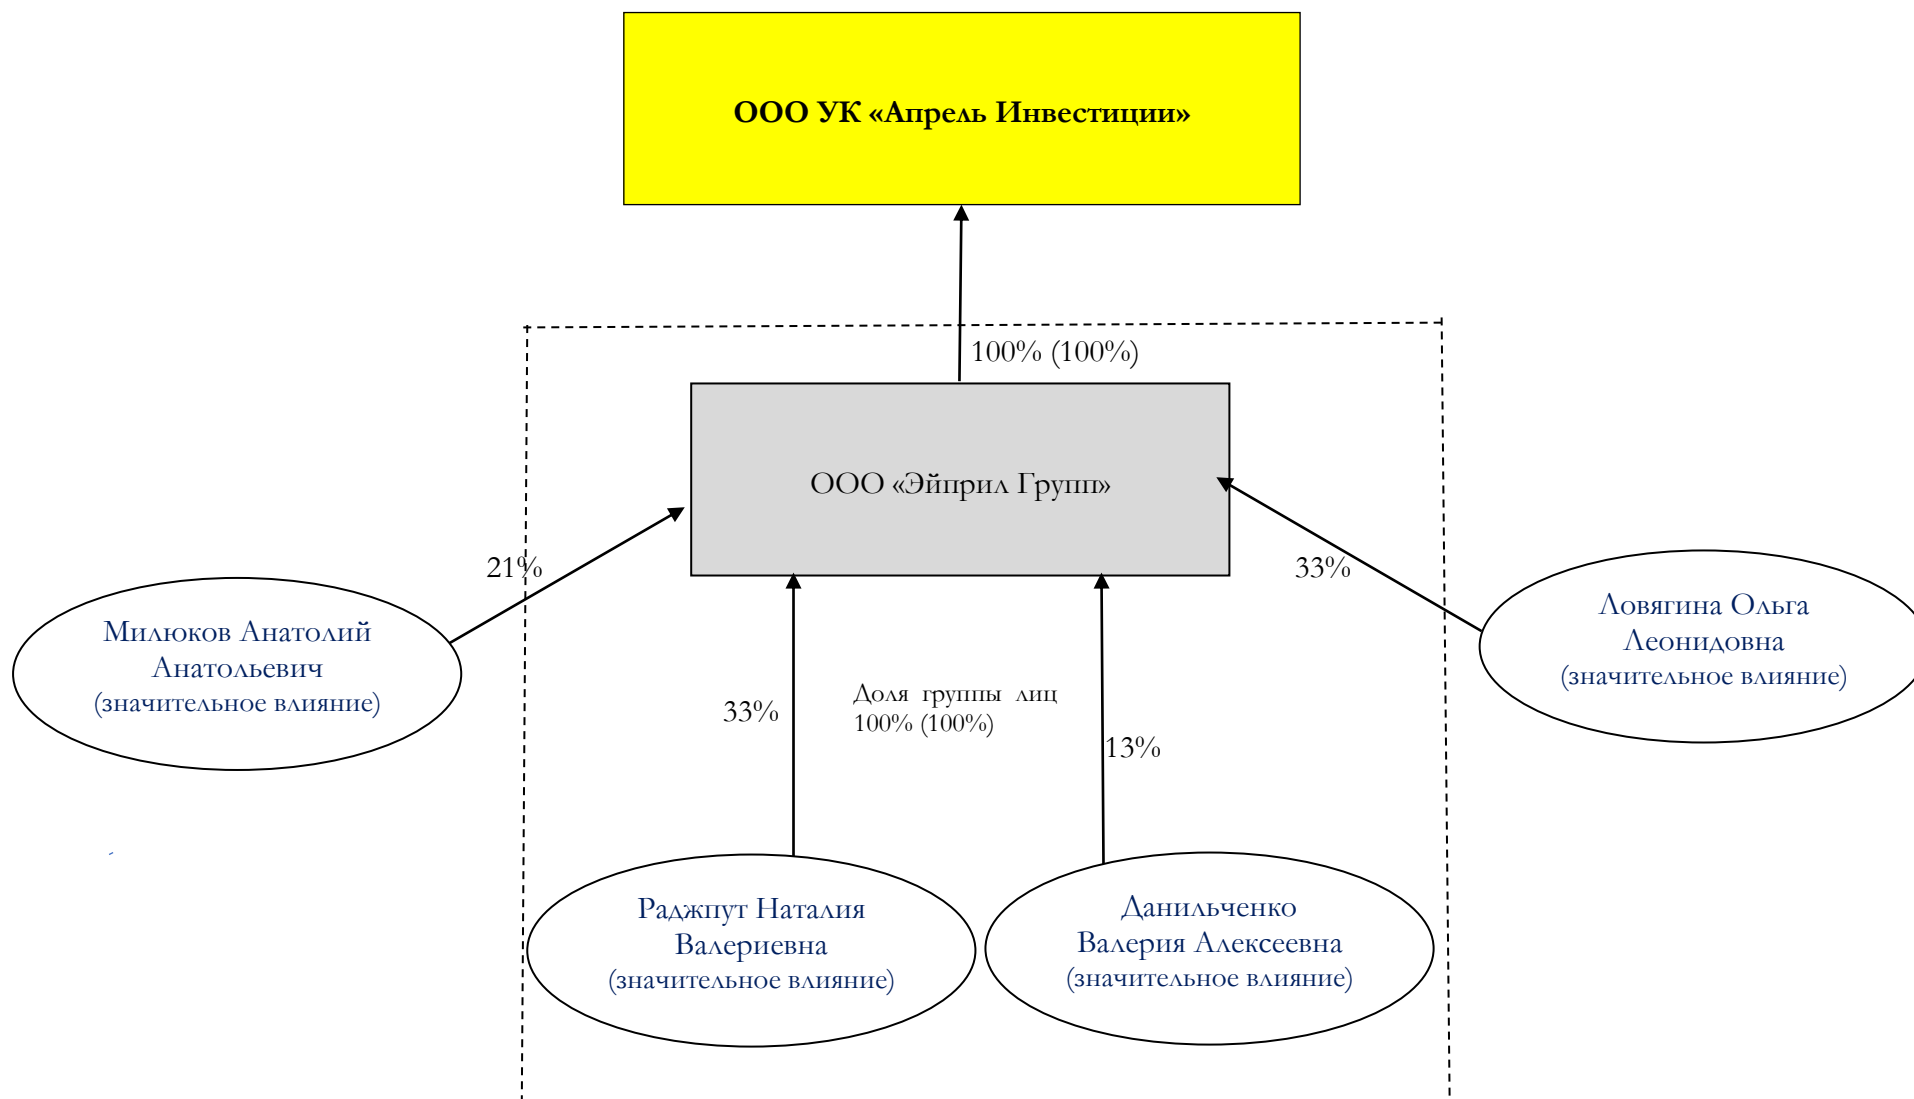 ООО УК «Апрель Инвестиции»
100% (100%)
ООО «Эйприл Групп»
21%
33%
Милюков Анатолий
Анатольевич
(значительное влияние)
Ловягина Ольга
Леонидовна
(значительное влияние)
33%
Доля группы лиц
100% (100%)
13%
Раджпут Наталия
Валериевна
(значительное влияние)
Данильченко
Валерия Алексеевна
(значительное влияние)